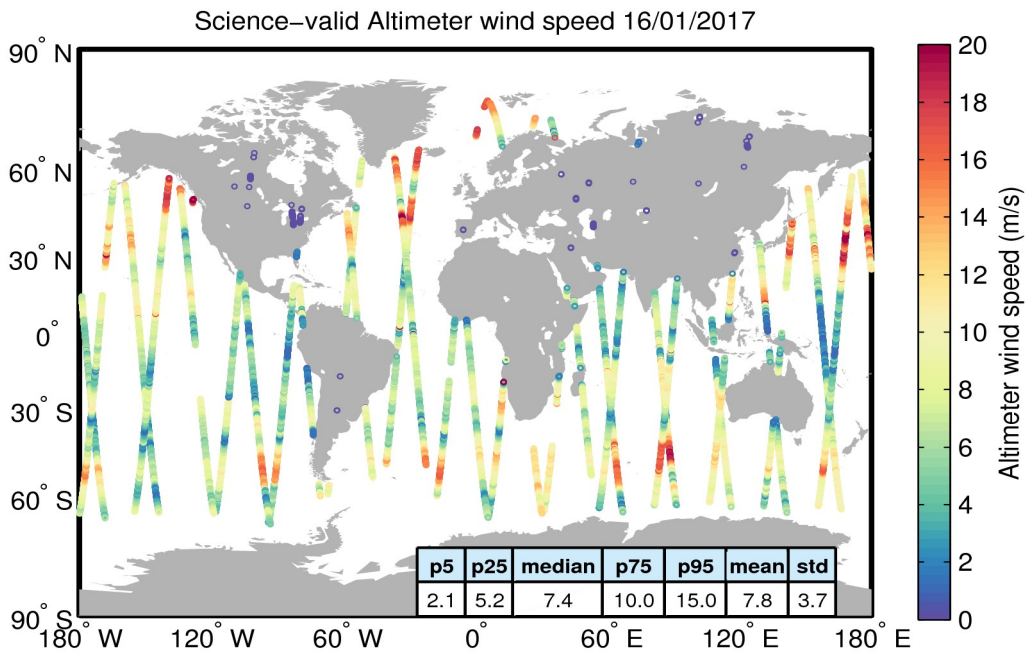 Science−valid Altimeter wind speed 16/01/2017
90° N
60° N
30° N
0°
30° S
60° S
90° S
180° W
120° W
60° W
0°
60° E
120° E
180° E
p5 p25 median p75 p95 mean std
2.1 5.2 7.4 10.0 15.0 7.8 3.7
20
18
16
14
12
10
8
6
4
2
0
Altimeter wind speed (m/s)